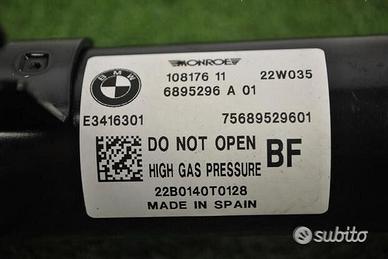 MONROE
BMW
108176 11 22W035
6895296 A 01
E3416301 75689529601
DO NOT OPEN
HIGH GAS PRESSURE BF
22B0140T0128
MADE IN SPAIN
subito